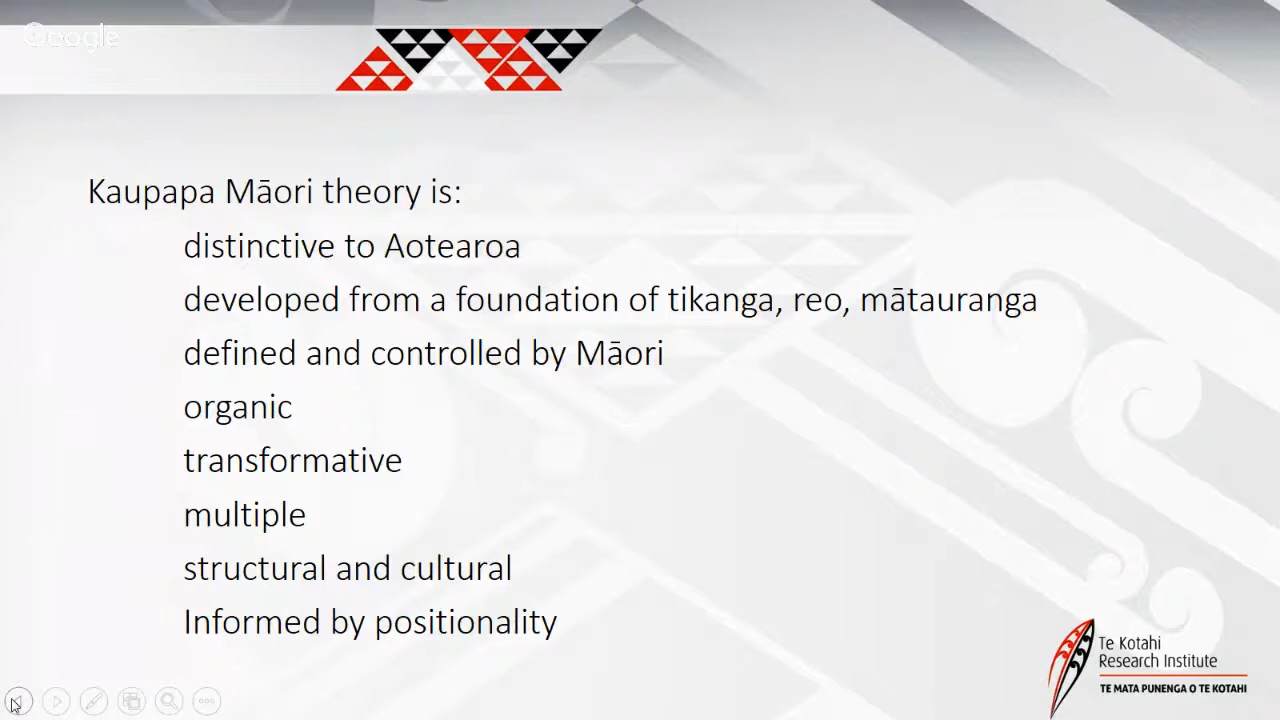 Google
Kaupapa Māori theory is:
distinctive to Aotearoa
developed from a foundation of tikanga, reo, mātauranga
defined and controlled by Māori
organic
transformative
multiple
structural and cultural
Informed by positionality
Te Kotahi
Research Institute
TE MATA PUNENGA O TE KOTAHI